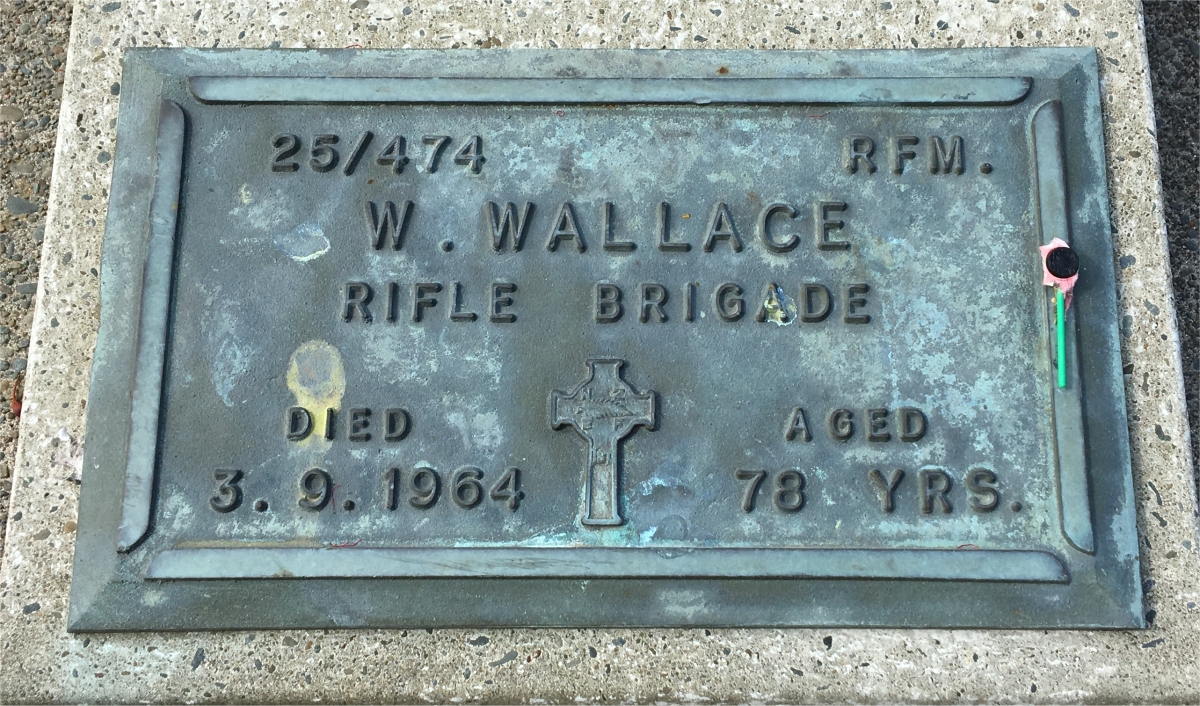 25/474 RFM.
W. WALLACE
RIFLE BRIGADE
DIED AGED
3.9.1964 78 YRS.